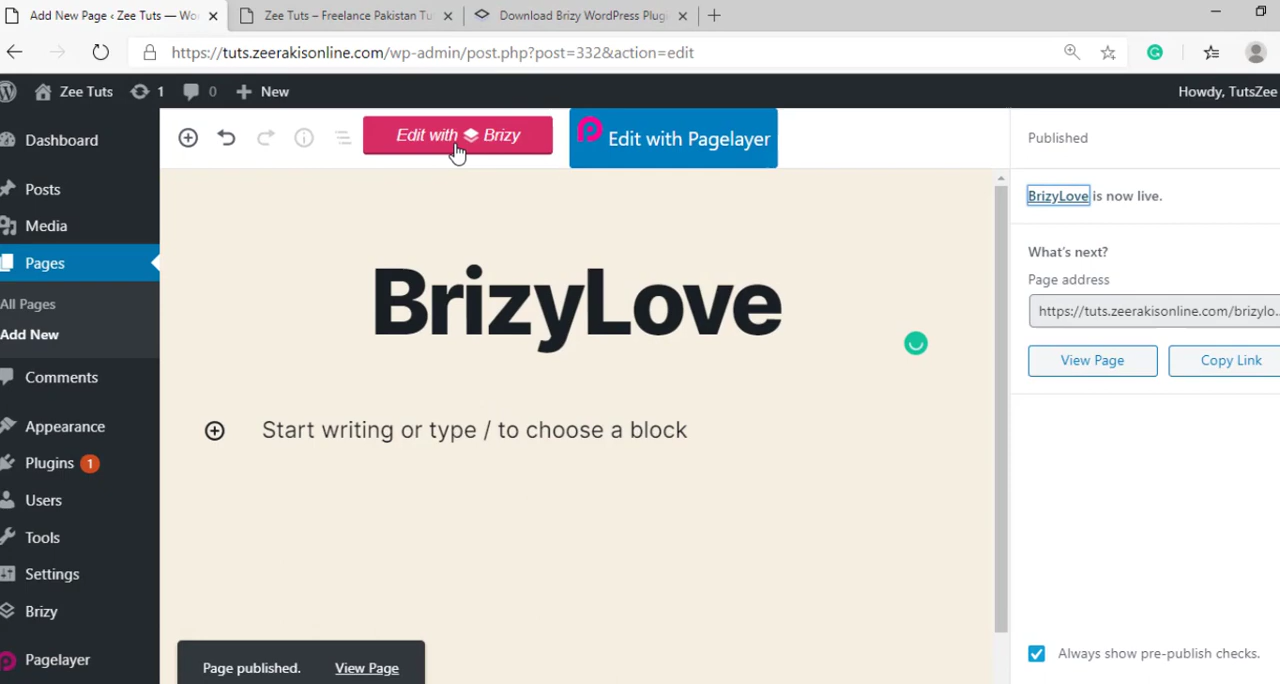 Add New Page ‹ Zee Tuts — Wo
Zee Tuts – Freelance Pakistan Tu
Download Brizy WordPress Plug
https://tuts.zeerakisonline.com/wp-admin/post.php?post=332&action=edit
Zee Tuts
1
0
New
Howdy, TutsZee
Dashboard
Posts
Media
Pages
All Pages
Add New
Comments
Appearance
Plugins 1
Users
Tools
Settings
Brizy
Pagelayer
Edit with Brizy
Edit with Pagelayer
BrizyLove
Start writing or type / to choose a block
Page published. View Page
Published
BrizyLove is now live.
What's next?
Page address
https://tuts.zeerakisonline.com/brizylo...
View Page
Copy Link
Always show pre-publish checks.